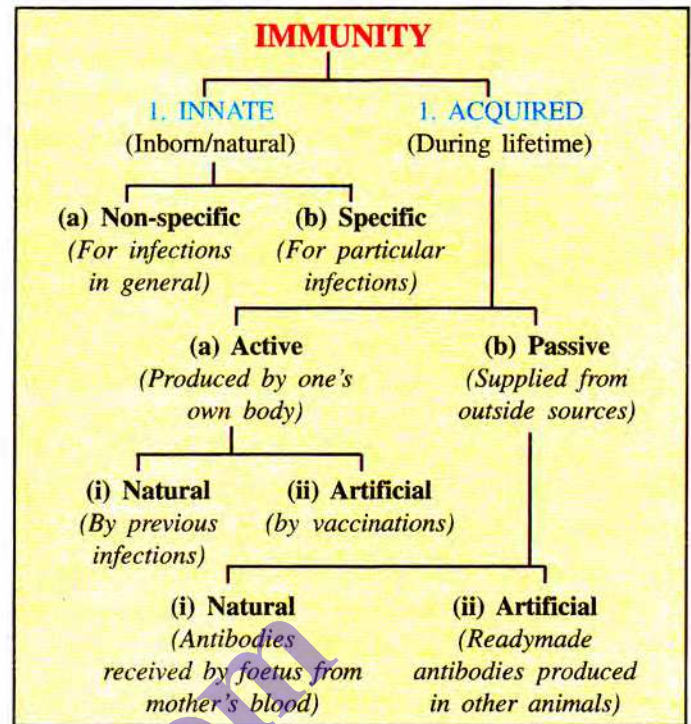 IMMUNITY
1. INNATE
(Inborn/natural)
1. ACQUIRED
(During lifetime)
(a) Non-specific
(For infections
in general)
(b) Specific
(For particular
infections)
(a) Active
(Produced by one's
own body)
(b) Passive
(Supplied from
outside sources)
(i) Natural
(By previous
infections)
(ii) Artificial
(by vaccinations)
(i) Natural
(Antibodies
received by foetus from
mother's blood)
(ii) Artificial
(Readymade
antibodies produced
in other animals)
om